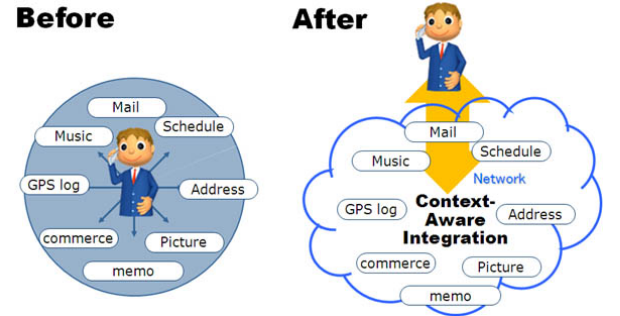 Before
Mail
Music
Schedule
GPS log
Address
commerce
Picture
memo
After
Mail
Schedule
Music
Network
GPS log
Context-
Aware
Integration
Address
commerce
Picture
memo